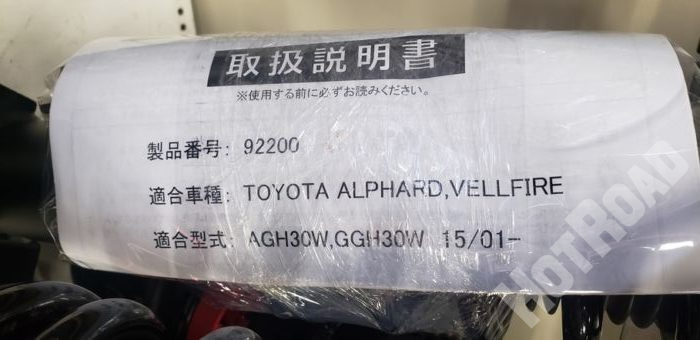 取扱説明書
※使用する前に必ずお読みください。
製品番号: 92200
適合車種: TOYOTA ALPHARD,VELLFIRE
適合型式: AGH30W,GGH30W 15/01-
HOTROAD